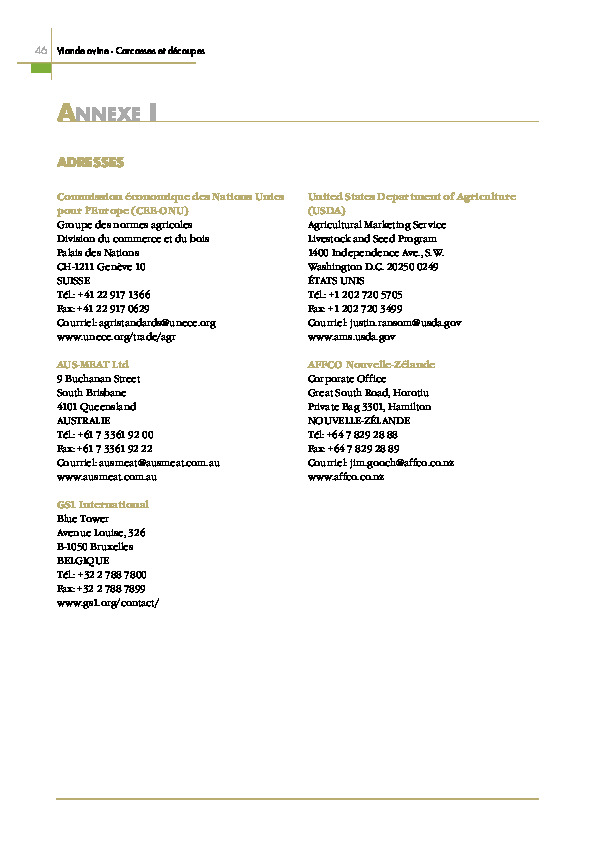 46 Viande ovine - Carcasses et découpes
ANNEXE I
ADRESSES
Commission économique des Nations Unies
pour l'Europe (CEE-ONU)
Groupe des normes agricoles
Division du commerce et du bois
Palais des Nations
CH-1211 Genève 10
SUISSE
Tél.: +41 22 917 1366
Fax: +41 22 917 0629
Courriel: agristandards@unece.org
www.unece.org/trade/agr
AUS-MEAT Ltd
9 Buchanan Street
South Brisbane
4101 Queensland
AUSTRALIE
Tél.: +61 7 3361 92 00
Fax: +61 7 3361 92 22
Courriel: ausmeat@ausmeat.com.au
www.ausmeat.com.au
GS1 International
Blue Tower
Avenue Louise, 326
B-1050 Bruxelles
BELGIQUE
Tél.: +32 2 788 7800
Fax: +32 2 788 7899
www.gs1.org/contact/
United States Department of Agriculture
(USDA)
Agricultural Marketing Service
Livestock and Seed Program
1400 Independence Ave., S.W.
Washington D.C. 20250 0249
ÉTATS UNIS
Tél.: +1 202 720 5705
Fax: +1 202 720 3499
Courriel: justin.ransom@usda.gov
www.ams.usda.gov
AFFCO Nouvelle-Zélande
Corporate Office
Great South Road, Horotiu
Private Bag 3301, Hamilton
NOUVELLE-ZÉLANDE
Tél: +64 7 829 28 88
Fax: +64 7 829 28 89
Courriel: jim.gooch@affco.co.nz
www.affco.co.nz